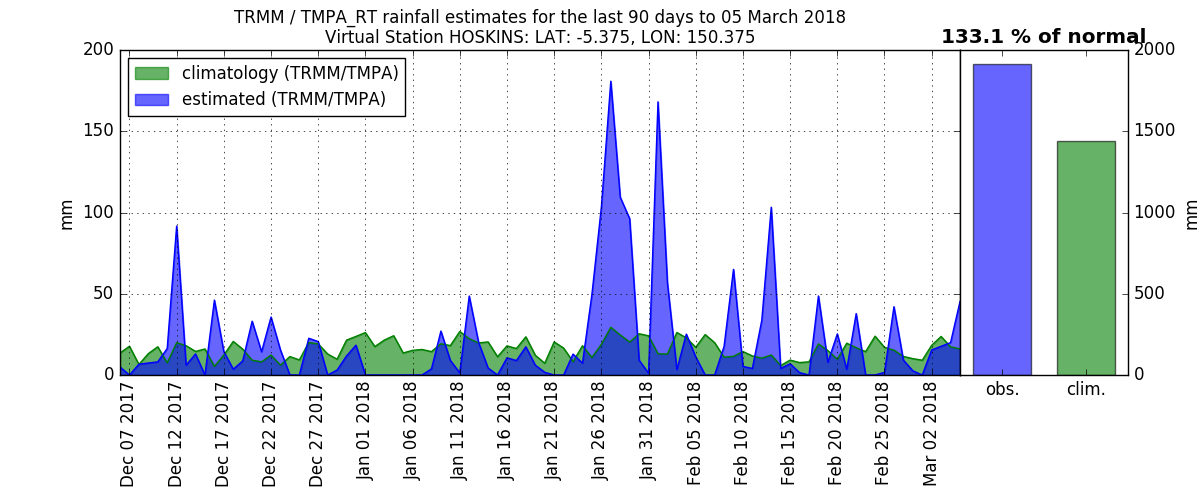 TRMM / TMPA_RT rainfall estimates for the last 90 days to 05 March 2018
Virtual Station HOSKINS: LAT: -5.375, LON: 150.375
133.1 % of normal
climatology (TRMM/TMPA)
estimated (TRMM/TMPA)
200
150
100
50
0
mm
2000
1500
1000
500
0
mm
Dec 07 2017
Dec 12 2017
Dec 17 2017
Dec 22 2017
Dec 27 2017
Jan 01 2018
Jan 06 2018
Jan 11 2018
Jan 16 2018
Jan 21 2018
Jan 26 2018
Jan 31 2018
Feb 05 2018
Feb 10 2018
Feb 15 2018
Feb 20 2018
Feb 25 2018
Mar 02 2018
obs.
clim.